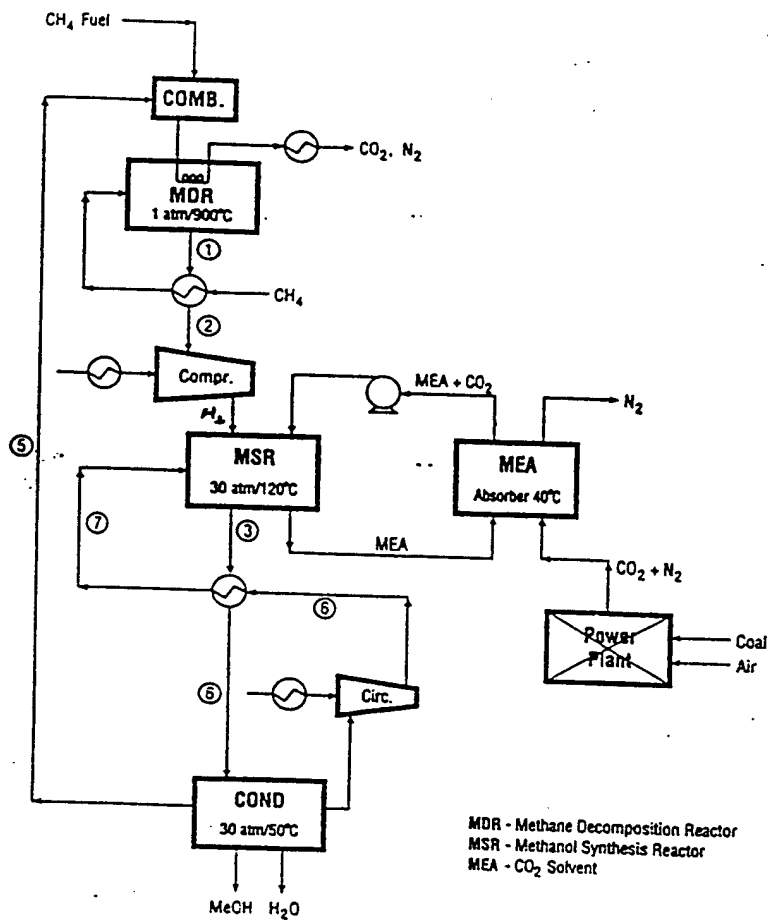 CH₄ Fuel
COMB.
CO₂, N₂
MDR
1 atm/900°C
①
CH₄
②
Compr.
H₂
MEA + CO₂
N₂
⑤
MSR
30 atm/120°C
MEA
Absorber 40°C
③
MEA
⑦
CO₂ + N₂
⑥
Power
Plant
Coal
Air
⑥
Circ.
COND
30 atm/50°C
MDR - Methane Decomposition Reactor
MSR - Methanol Synthesis Reactor
MEA - CO₂ Solvent
MeOH H₂O